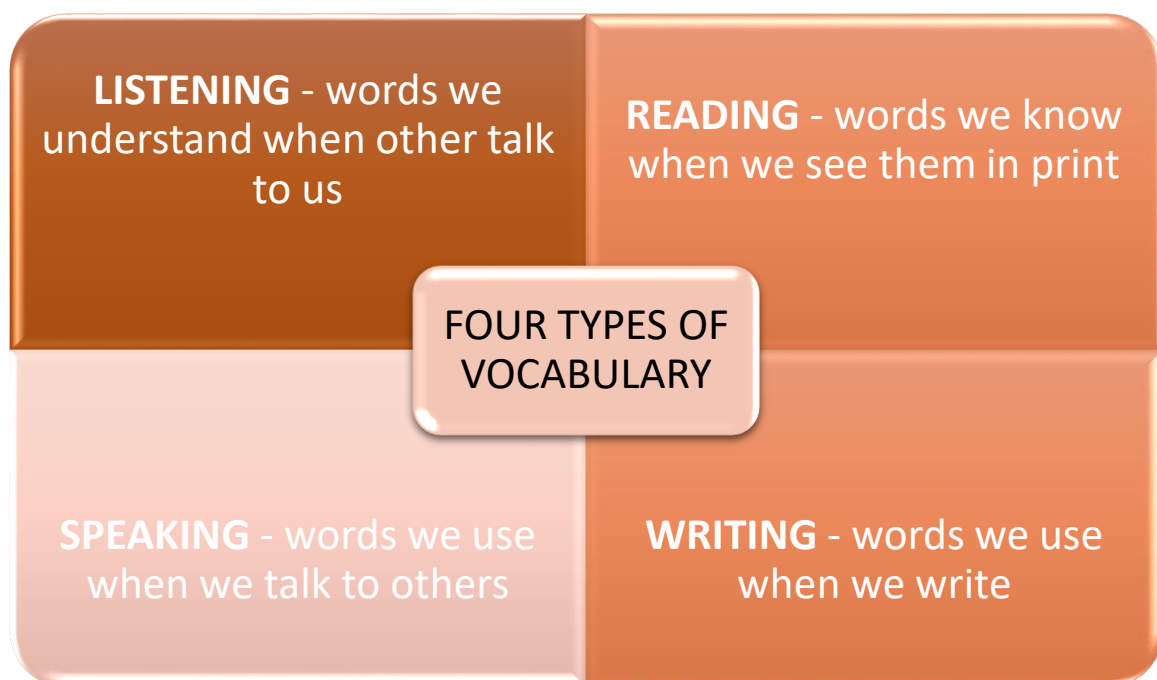 LISTENING - words we
understand when other talk
to us
READING - words we know
when we see them in print
FOUR TYPES OF
VOCABULARY
SPEAKING - words we use
when we talk to others
WRITING - words we use
when we write